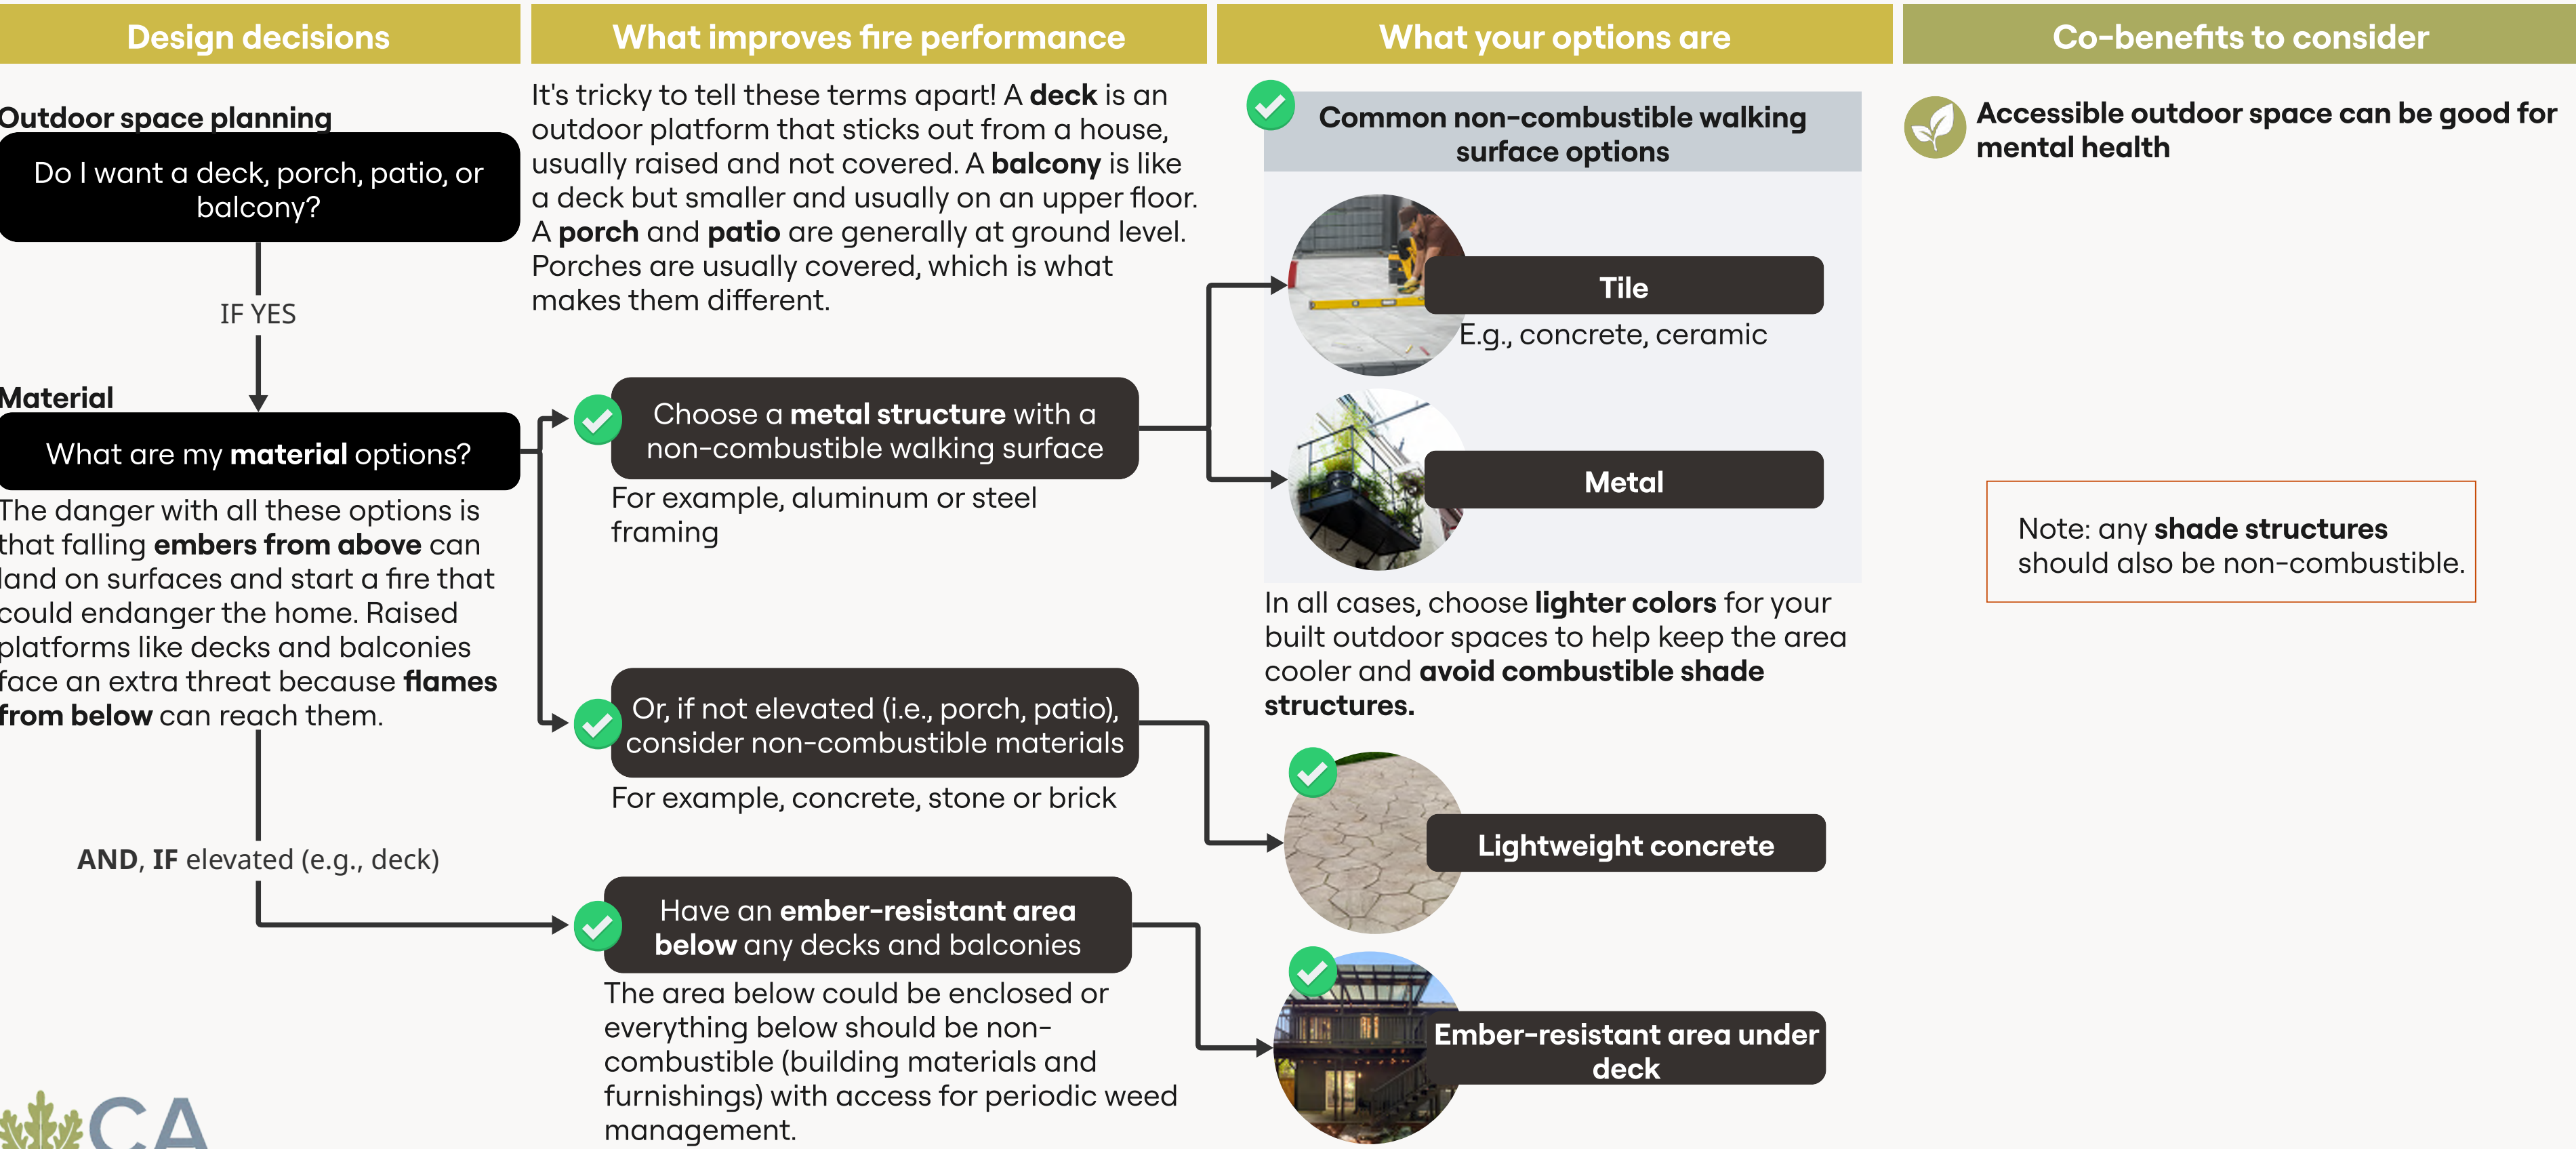 Design decisions
What improves fire performance
What your options are
Co-benefits to consider
Outdoor space planning
Do I want a deck, porch, patio, or
balcony?
IF YES
Material
What are my material options?
The danger with all these options is
that falling embers from above can
land on surfaces and start a fire that
could endanger the home. Raised
platforms like decks and balconies
face an extra threat because flames
from below can reach them.
AND, IF elevated (e.g., deck)
CA
It's tricky to tell these terms apart! A deck is an
outdoor platform that sticks out from a house,
usually raised and not covered. A balcony is like
a deck but smaller and usually on an upper floor.
A porch and patio are generally at ground level.
Porches are usually covered, which is what
makes them different.
Choose a metal structure with a
non-combustible walking surface
For example, aluminum or steel
framing
Or, if not elevated (i.e., porch, patio),
consider non-combustible materials
For example, concrete, stone or brick
Have an ember-resistant area
below any decks and balconies
The area below could be enclosed or
everything below should be non-
combustible (building materials and
furnishings) with access for periodic weed
management.
Common non-combustible walking
surface options
Tile
E.g., concrete, ceramic
Metal
In all cases, choose lighter colors for your
built outdoor spaces to help keep the area
cooler and avoid combustible shade
structures.
Lightweight concrete
Ember-resistant area under
deck
Accessible outdoor space can be good for
mental health
Note: any shade structures
should also be non-combustible.